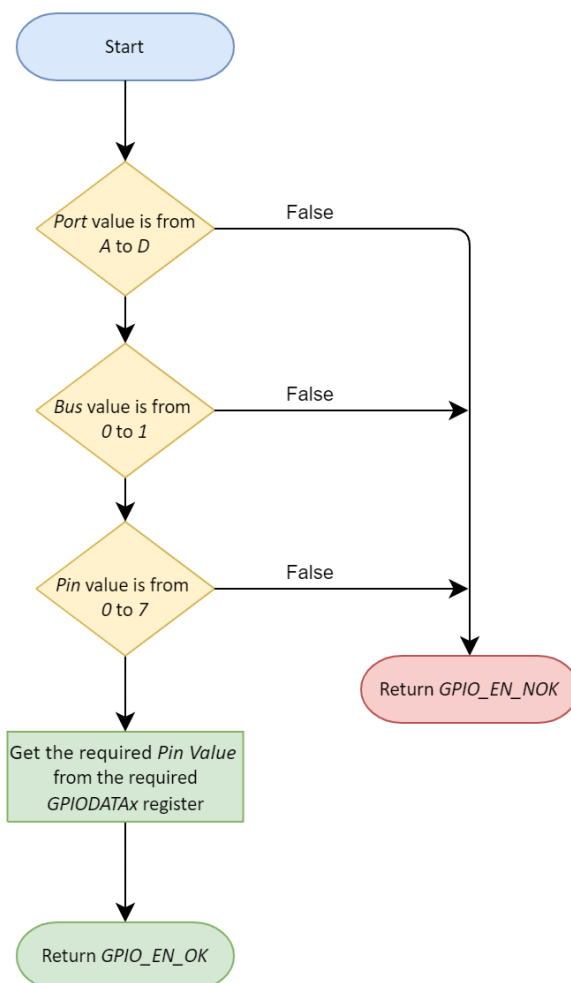 Start
Port value is from
A to D
False
Bus value is from
0 to 1
False
Pin value is from
0 to 7
False
Return GPIO_EN_NOK
Get the required Pin Value
from the required
GPIODATAx register
Return GPIO_EN_OK